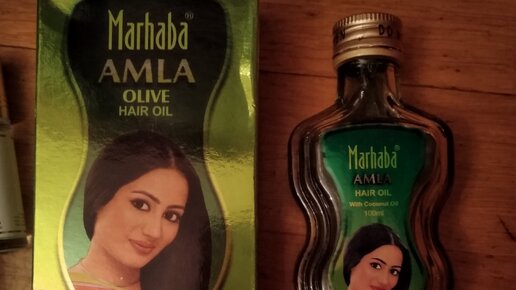 Marhaba®
AMLA
OLIVE
HAIR OIL
Marhaba®
AMLA
HAIR OIL
With Coconut Oil
100ml